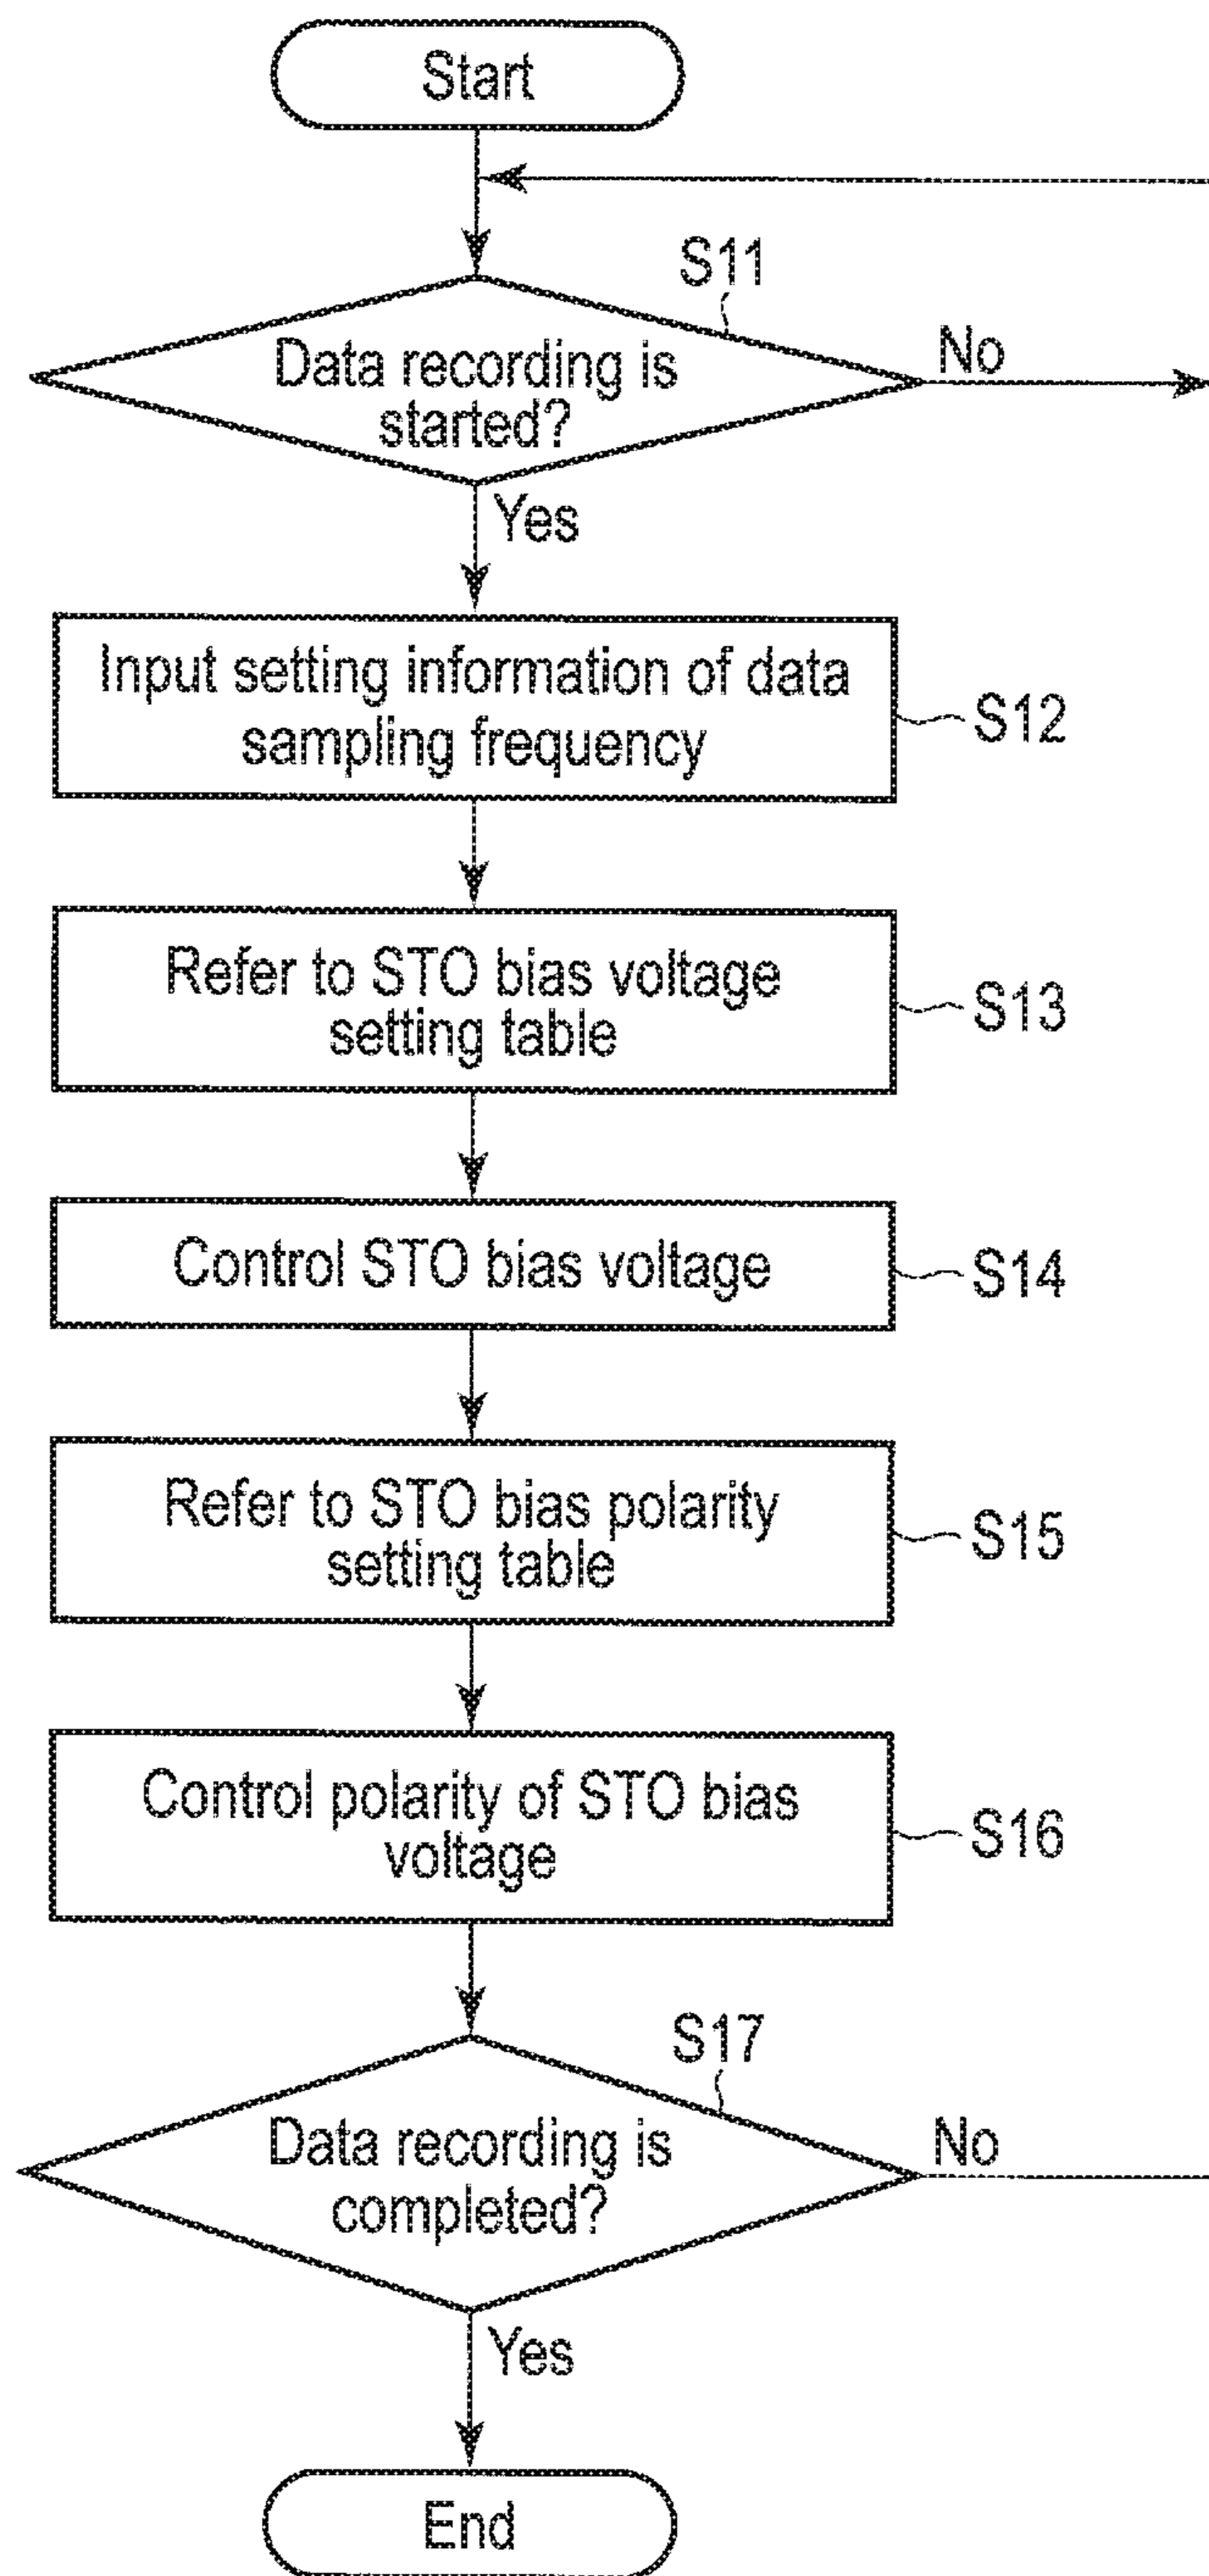 Start
S11
Data recording is
started?
No
Yes
Input setting information of data
sampling frequency
S12
Refer to STO bias voltage
setting table
S13
Control STO bias voltage
S14
Refer to STO bias polarity
setting table
S15
Control polarity of STO bias
voltage
S16
S17
Data recording is
completed?
No
Yes
End